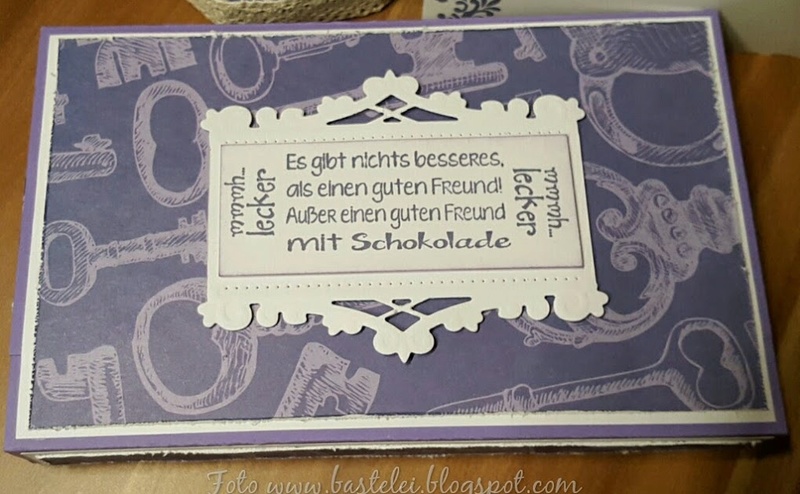 mmmh...
lecker
Es gibt nichts besseres,
als einen guten Freund!
Außer einen guten Freund
mit Schokolade
mmmh...
lecker
Foto www.bastelei.blogspot.com